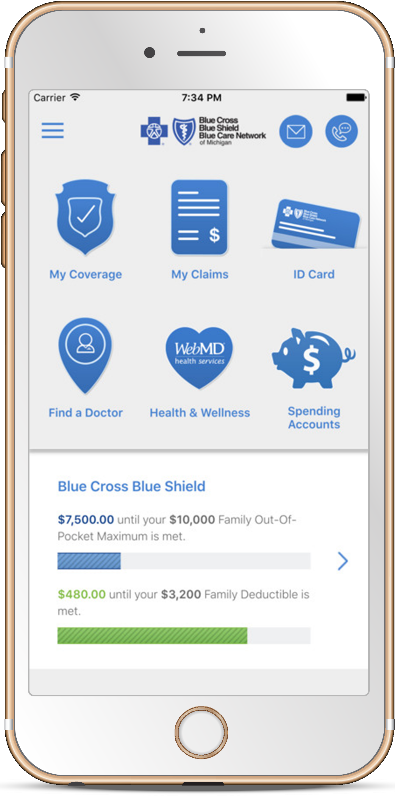 Carrier
7:34 PM
Blue Cross
Blue Shield
Blue Care Network
of Michigan
$
My Coverage
My Claims
ID Card
WebMD
health services
$
Find a Doctor
Health & Wellness
Spending
Accounts
Blue Cross Blue Shield
$7,500.00 until your $10,000 Family Out-Of-
Pocket Maximum is met.
$480.00 until your $3,200 Family Deductible is
met.